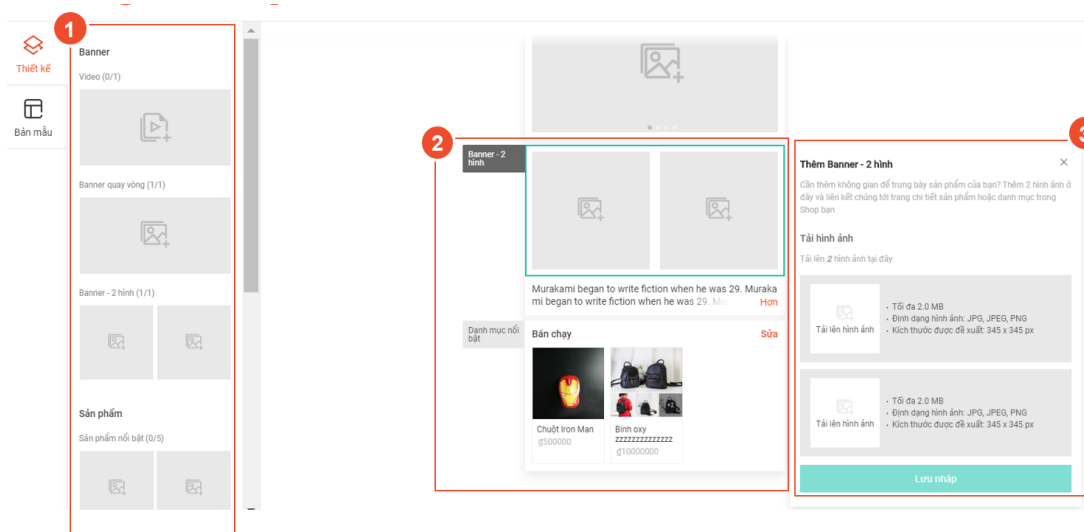 1
Thiết kế
Bản mẫu
Banner
Video (0/1)
Banner quay vòng (1/1)
Banner - 2 hình (1/1)
Sản phẩm
Sản phẩm nổi bật (0/5)
2
Banner - 2
hình
Murakami began to write fiction when he was 29. Muraka
mi began to write fiction when he was 29. Mu
Hơn
Danh mục nổi
bật
Bán chạy
Sửa
Chuột Iron Man
₫500000
Binh oxy
zzzzzzzzzzzzz
₫10000000
3
Thêm Banner - 2 hình
Cần thêm không gian để trưng bày sản phẩm của bạn? Thêm 2 hình ảnh ở
đây và liên kết chúng tới trang chi tiết sản phẩm hoặc danh mục trong
Shop bạn
Tải hình ảnh
Tải lên 2 hình ảnh tại đây
Tải lên hình ảnh
• Tối đa 2.0 MB
• Định dạng hình ảnh: JPG, JPEG, PNG
• Kích thước được đề xuất: 345 x 345 px
Tải lên hình ảnh
• Tối đa 2.0 MB
• Định dạng hình ảnh: JPG, JPEG, PNG
• Kích thước được đề xuất: 345 x 345 px
Lưu nháp